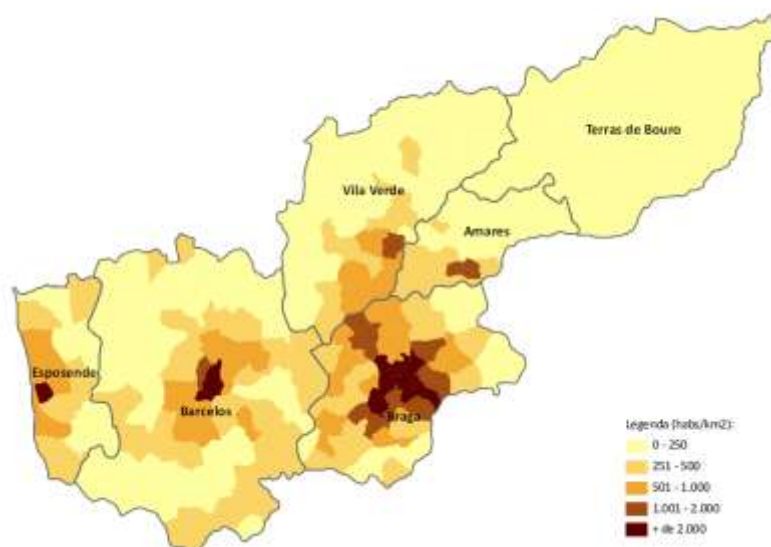 Terras de Bouro
Vila Verde
Amares
Esposende
Barcelos
Braga
Legenda (habs/km2):
0 - 250
251 - 500
501 - 1.000
1.001 - 2.000
+ de 2.000